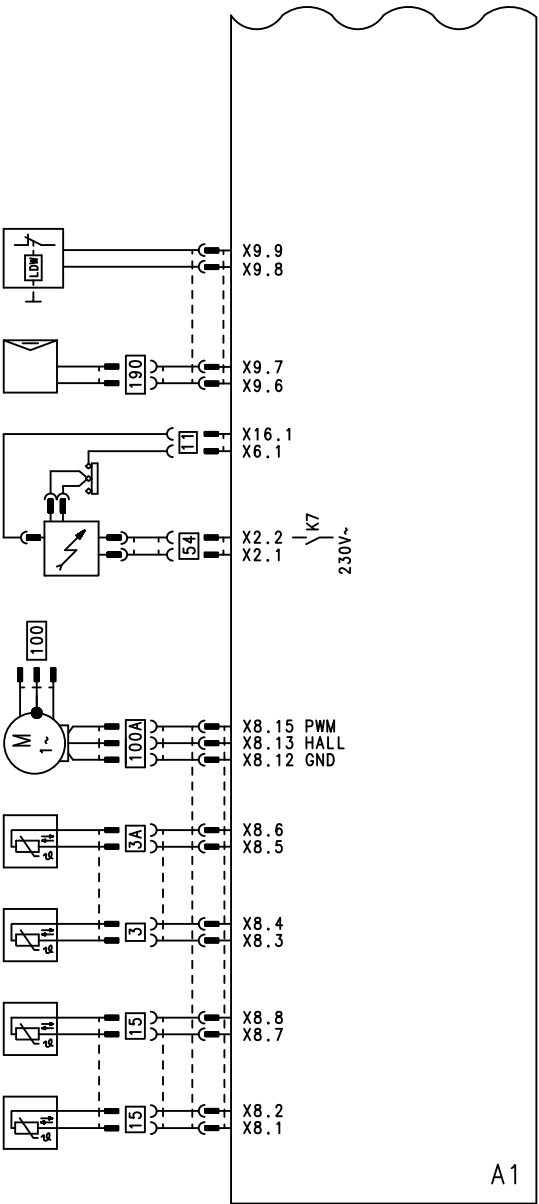 LDW
X9.9
X9.8
190
X9.7
X9.6
11
X16.1
X6.1
54
X2.2
X2.1
K7
230V~
100
M
1~
100A
X8.15 PWM
X8.13 HALL
X8.12 GND
3A
X8.6
X8.5
ϑ
3
X8.4
X8.3
ϑ
15
X8.8
X8.7
ϑ
15
X8.2
X8.1
ϑ
A1